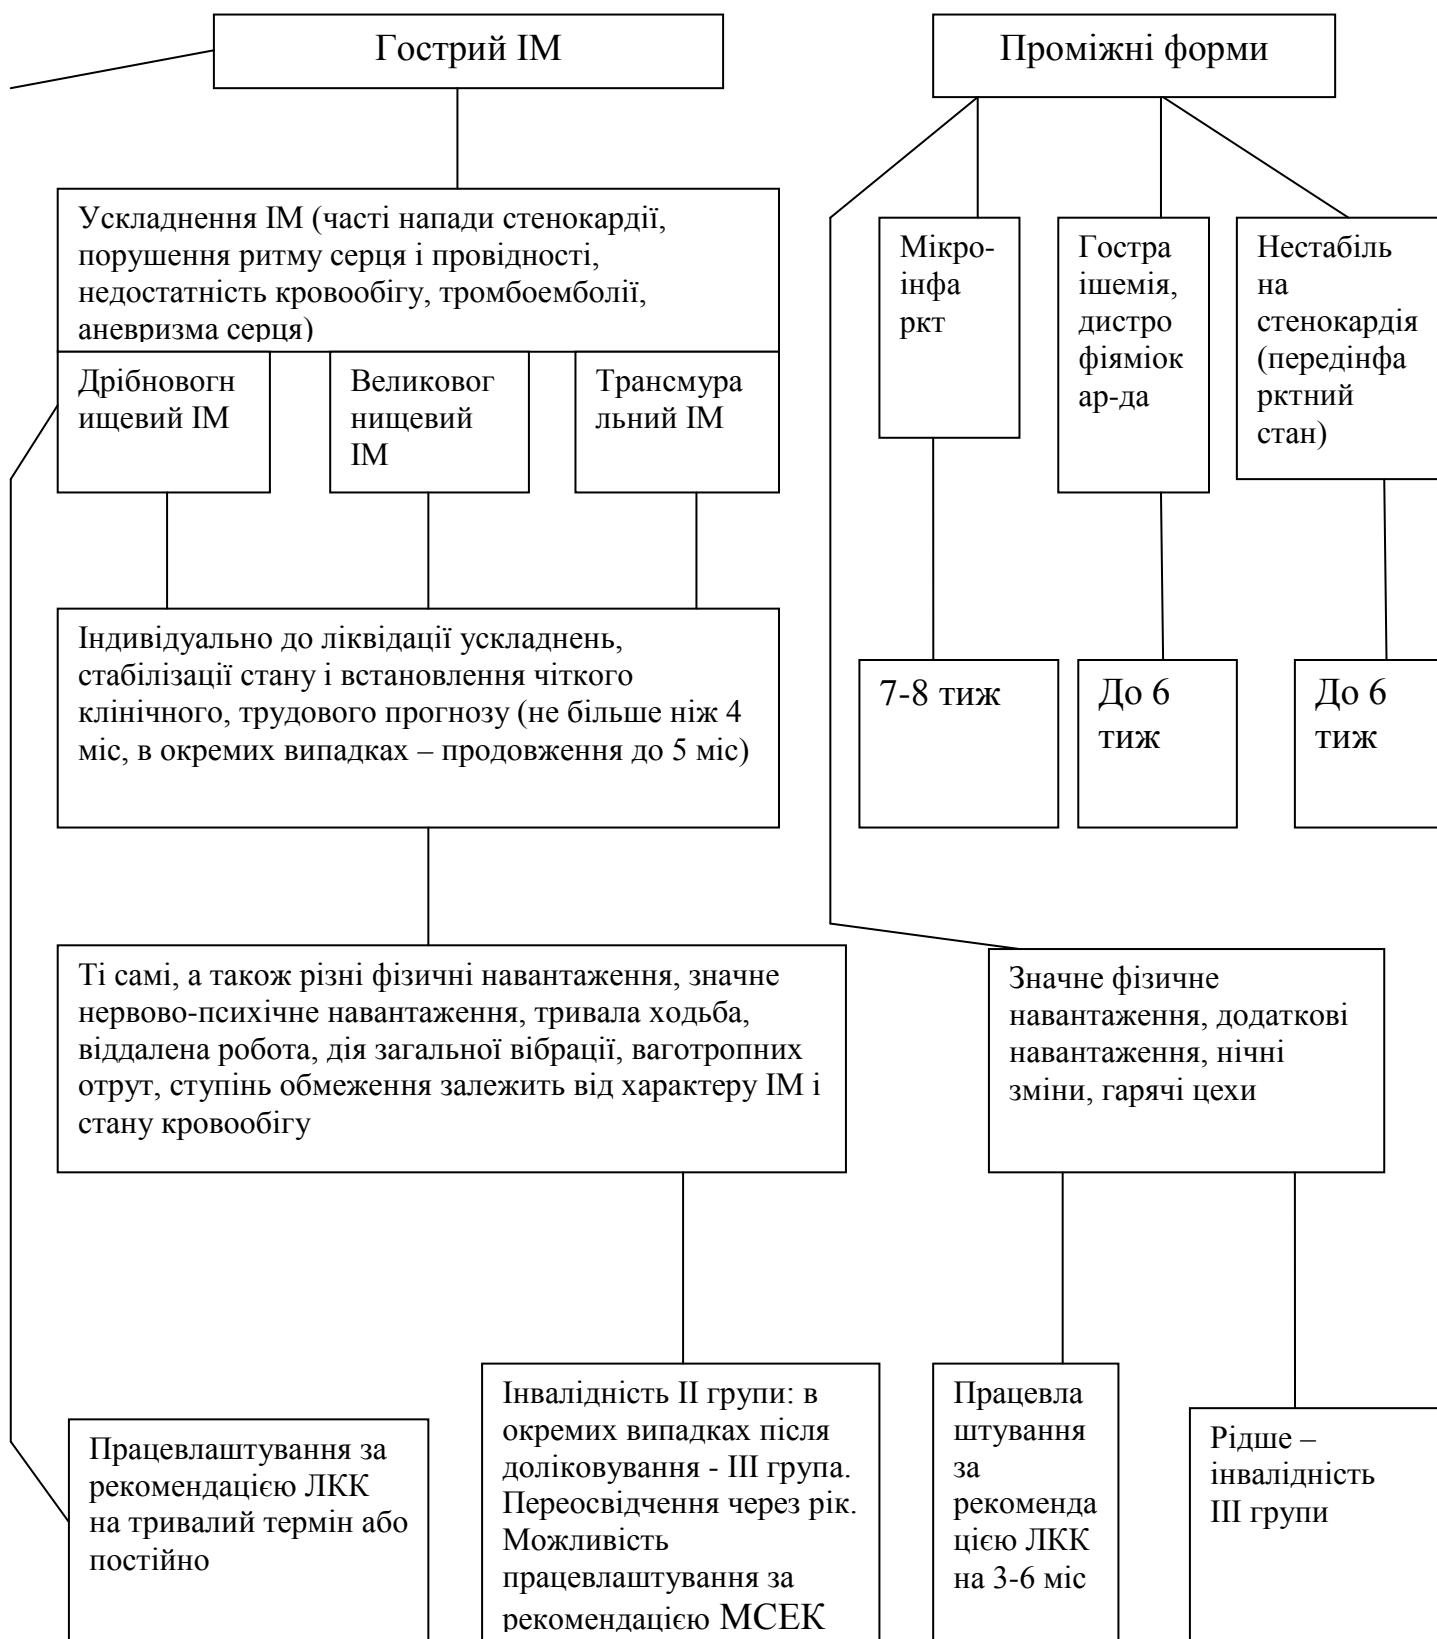 Гострий ІМ
Проміжні форми
Ускладнення ІМ (часті напади стенокардії,
порушення ритму серця і провідності,
недостатність кровообігу, тромбоемболії,
аневризма серця)
Дрібновогн
ищевий ІМ
Великовог
нищевий
ІМ
Трансмура
льний ІМ
Мікро-
інфа
ркт
Гостра
ішемія,
дистро
фіяміок
ар-да
Нестабіль
на
стенокардія
(передінфа
рктний
стан)
Індивідуально до ліквідації ускладнень,
стабілізації стану і встановлення чіткого
клінічного, трудового прогнозу (не більше ніж 4
міс, в окремих випадках – продовження до 5 міс)
7-8 тиж
До 6
тиж
До 6
тиж
Ті самі, а також різні фізичні навантаження, значне
нервово-психічне навантаження, тривала ходьба,
віддалена робота, дія загальної вібрації, ваготропних
отрут, ступінь обмеження залежить від характеру ІМ і
стану кровообігу
Значне фізичне
навантаження, додаткові
навантаження, нічні
зміни, гарячі цехи
Працевлаштування за
рекомендацією ЛКК
на тривалий термін або
постійно
Інвалідність ІІ групи: в
окремих випадках після
доліковування - ІІІ група.
Переосвідчення через рік.
Можливість
працевлаштування за
рекомендацією МСЕК
Працевла
штування
за
рекоменда
цією ЛКК
на 3-6 міс
Рідше –
інвалідність
ІІІ групи